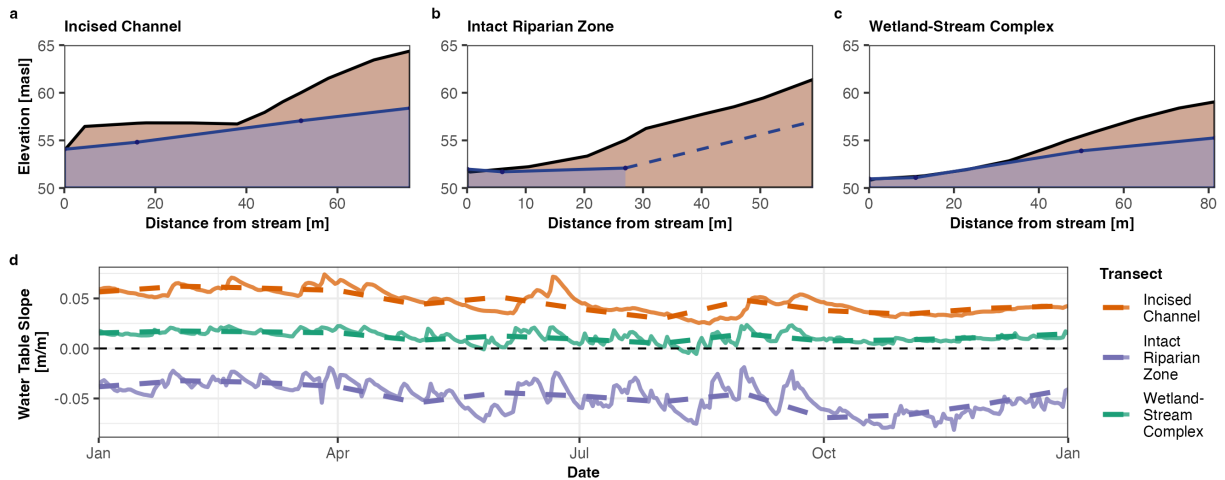 a
Incised Channel
Elevation [masl]
65
60
55
50
0
20
40
60
Distance from stream [m]
b
Intact Riparian Zone
65
60
55
50
0
10
20
30
40
50
Distance from stream [m]
c
Wetland-Stream Complex
65
60
55
50
0
20
40
60
80
Distance from stream [m]
d
Water Table Slope
[m/m]
0.05
0.00
-0.05
Jan
Apr
Jul
Oct
Jan
Date
Transect
Incised
Channel
Intact
Riparian
Zone
Wetland-
Stream
Complex